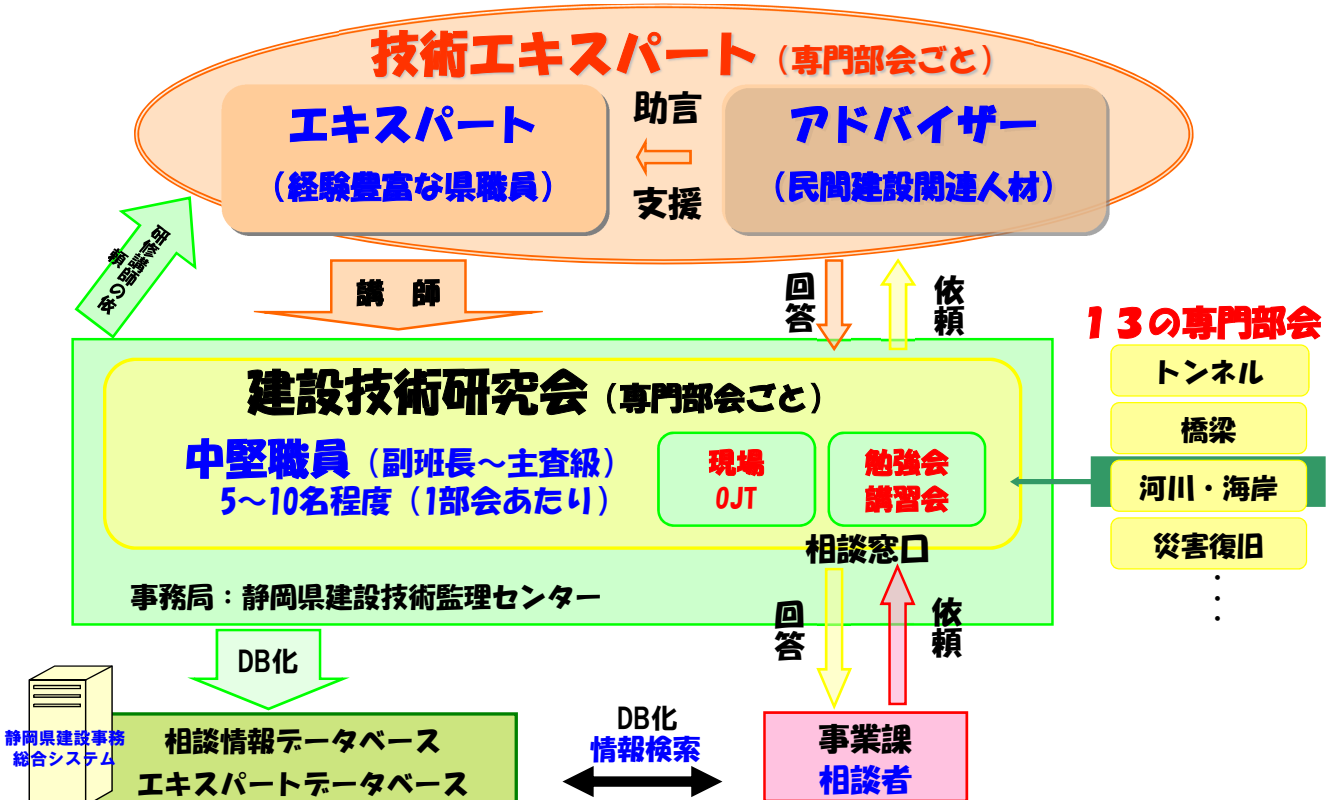 技術エキスパート（専門部会ごと）
エキスパート
（経験豊富な県職員）
助言
支援
アドバイザー
（民間建設関連人材）
研修講師の依
頼
講　師
回答
依頼
１３の専門部会
トンネル
橋梁
河川・海岸
災害復旧
・
・
・
建設技術研究会（専門部会ごと）
中堅職員（副班長～主査級）
5～10名程度（1部会あたり）
現場
OJT
勉強会
講習会
相談窓口
事務局：静岡県建設技術監理センター
回答
依頼
DB化
静岡県建設事務
総合システム
相談情報データベース
エキスパートデータベース
DB化
情報検索
事業課
相談者